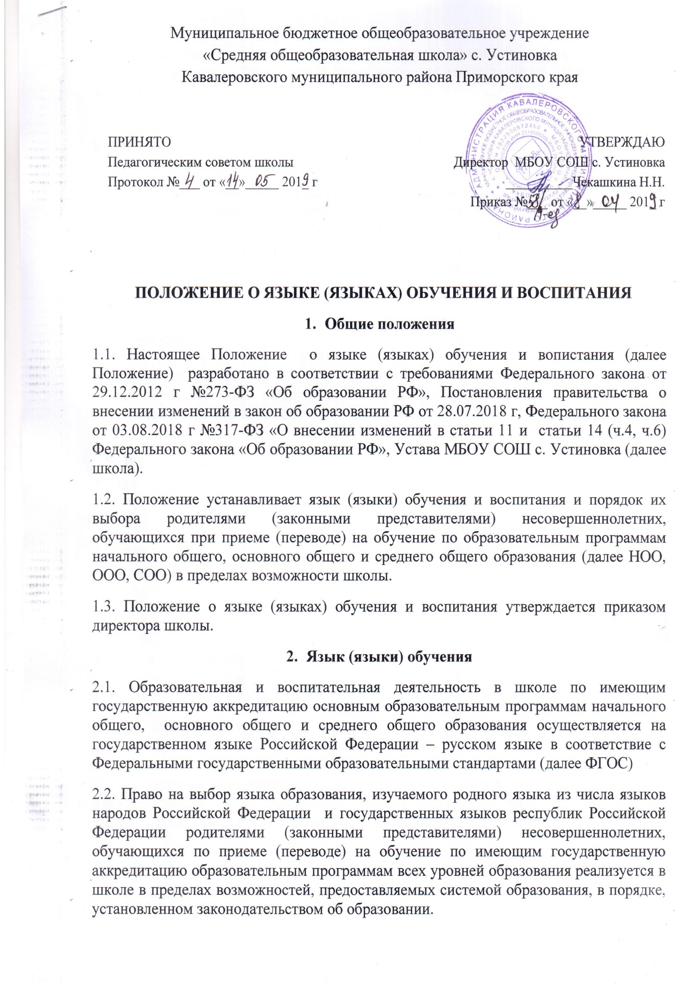 Муниципальное бюджетное общеобразовательное учреждение
«Средняя общеобразовательная школа» с. Устиновка
Кавалеровского муниципального района Приморского края
ПРИНЯТО
Педагогическим советом школы
Протокол № 4 от «14» 05 2019 г
АДМИНИСТРАЦИЯ КАВАЛЕРОВСКОГО МУНИЦИПАЛЬНОГО РАЙОНА
УТВЕРЖДАЮ
Директор МБОУ СОШ с. Устиновка
Чекашкина Н.Н.
Приказ № от «8» 04 2019 г
ПОЛОЖЕНИЕ О ЯЗЫКЕ (ЯЗЫКАХ) ОБУЧЕНИЯ И ВОСПИТАНИЯ
1. Общие положения
1.1. Настоящее Положение о языке (языках) обучения и вопистания (далее
Положение) разработано в соответствии с требованиями Федерального закона от
29.12.2012 г №273-ФЗ «Об образовании РФ», Постановления правительства о
внесении изменений в закон об образовании РФ от 28.07.2018 г, Федерального закона
от 03.08.2018 г №317-ФЗ «О внесении изменений в статьи 11 и статьи 14 (ч.4, ч.6)
Федерального закона «Об образовании РФ», Устава МБОУ СОШ с. Устиновка (далее
школа).
1.2. Положение устанавливает язык (языки) обучения и воспитания и порядок их
выбора родителями (законными представителями) несовершеннолетних,
обучающихся при приеме (переводе) на обучение по образовательным программам
начального общего, основного общего и среднего общего образования (далее НОО,
ООО, СОО) в пределах возможности школы.
1.3. Положение о языке (языках) обучения и воспитания утверждается приказом
директора школы.
2. Язык (языки) обучения
2.1. Образовательная и воспитательная деятельность в школе по имеющим
государственную аккредитацию основным образовательным программам начального
общего, основного общего и среднего общего образования осуществляется на
государственном языке Российской Федерации – русском языке в соответствие с
Федеральными государственными образовательными стандартами (далее ФГОС)
2.2. Право на выбор языка образования, изучаемого родного языка из числа языков
народов Российской Федерации и государственных языков республик Российской
Федерации родителями (законными представителями) несовершеннолетних,
обучающихся по приеме (переводе) на обучение по имеющим государственную
аккредитацию образовательным программам всех уровней образования реализуется в
школе в пределах возможностей, предоставляемых системой образования, в порядке,
установленном законодательством об образовании.